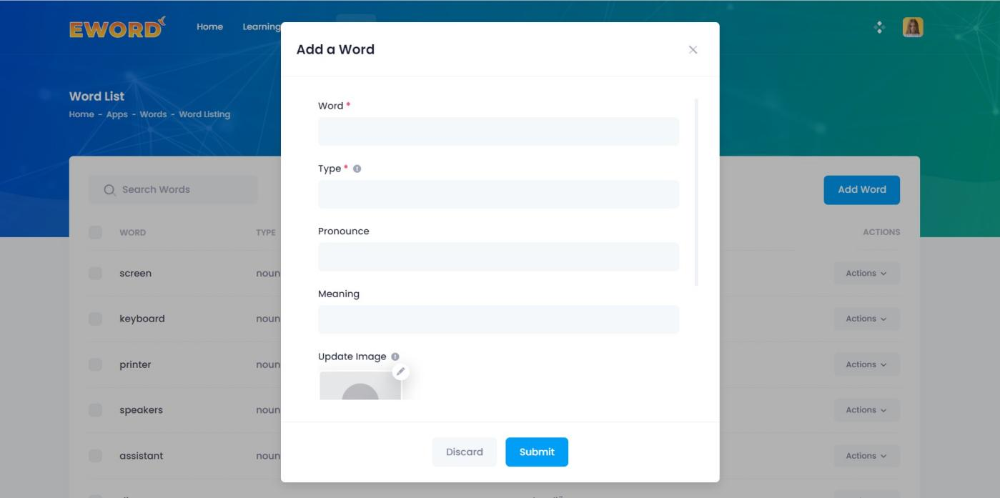 EWORD
Home Learning
Add a Word
Word List
Home - Apps - Words - Word Listing
Word *
Type *
Search Words
Add Word
WORD TYPE ACTIONS
Pronounce
screen noun Actions
Meaning
keyboard noun Actions
Update Image
printer noun Actions
speakers noun Actions
assistant noun Actions
Discard Submit